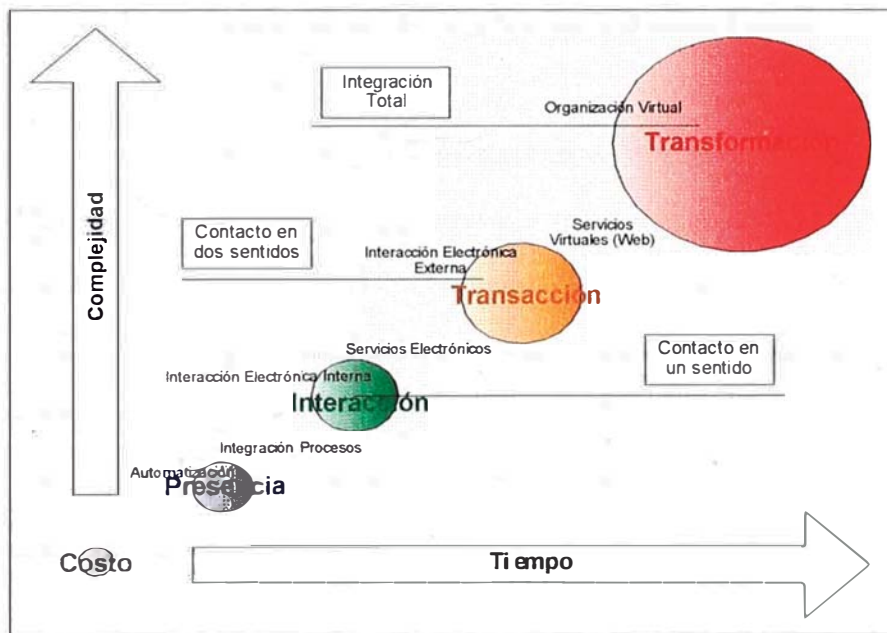 Integración
Total
Organización Virtual
Transformación
Contacto en
dos sentidos
Servicios
Virtuales (Web)
Interacción Electrónica
Externa
Transacción
Complejidad
Servicios Electrónicos
Contacto en
un sentido
Interacción Electrónica Interna
Interacción
Integración Procesos
Automatización
Presencia
Costo
Tiempo